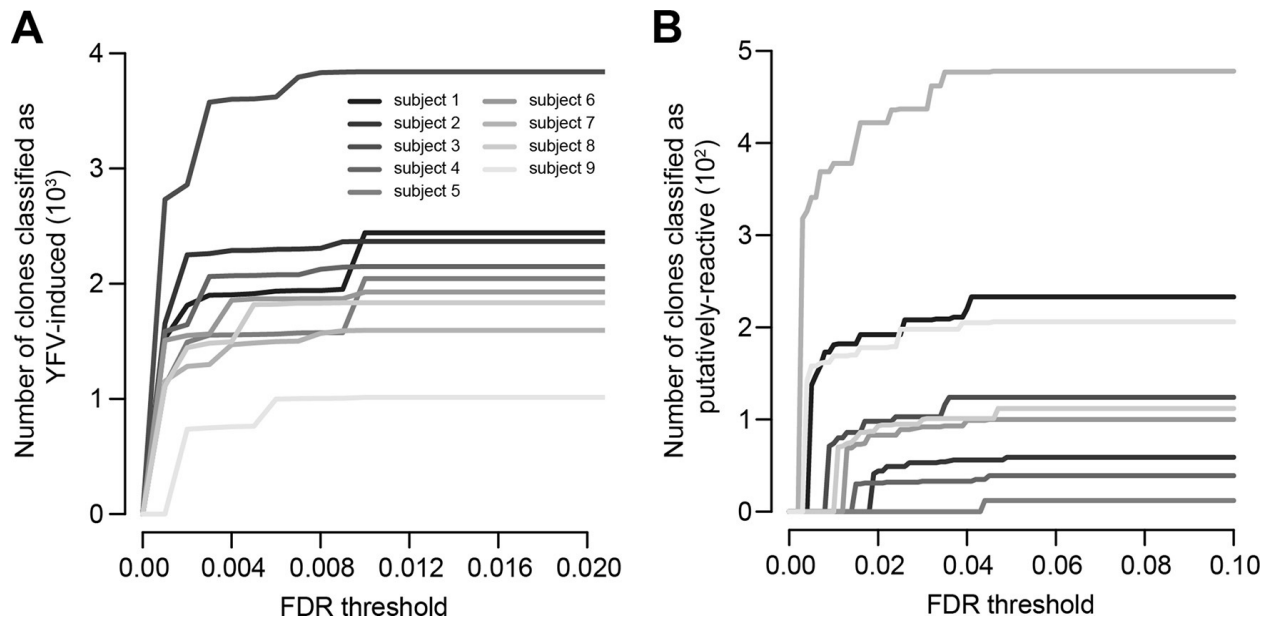 A
Number of clones classified as
YFV-induced (10³)
4
3
2
1
0
subject 1
subject 2
subject 3
subject 4
subject 5
subject 6
subject 7
subject 8
subject 9
0.00 0.004 0.008 0.012 0.016 0.020
FDR threshold
B
Number of clones classified as
putatively-reactive (10²)
5
4
3
2
1
0
0.00 0.02 0.04 0.06 0.08 0.10
FDR threshold